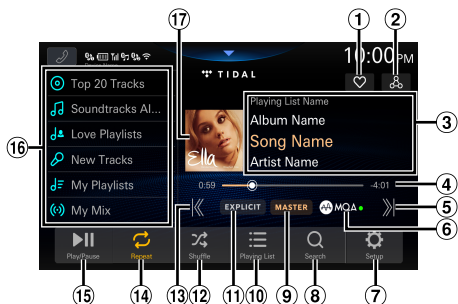 17
1
2
10:00PM
TIDAL
Top 20 Tracks
Soundtracks Al...
Love Playlists
New Tracks
My Playlists
My Mix
16
Ella
Playing List Name
Album Name
Song Name
Artist Name
3
0:59
-4:01
4
EXPLICIT
MASTER
MQA
5
6
Play/Pause
Repeat
Shuffle
Playing List
Search
Setup
15
14
13
12
11
10
9
8
7